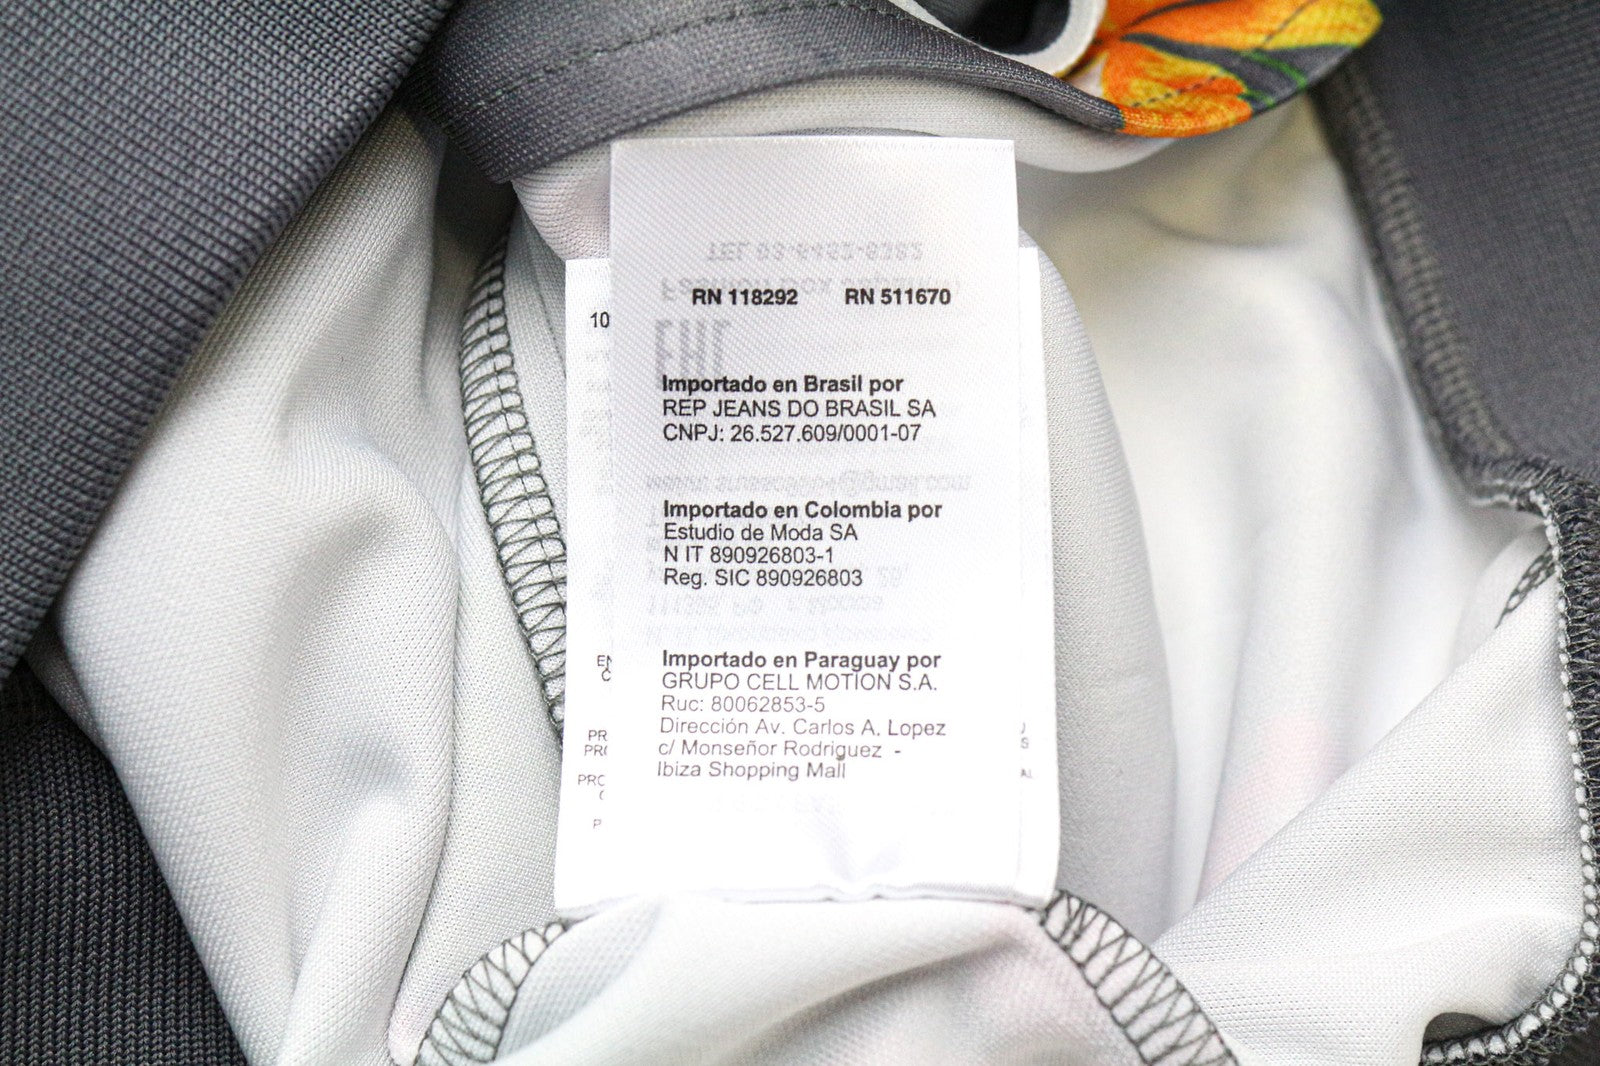 RN 118292 RN 511670
Importado en Brasil por
REP JEANS DO BRASIL SA
CNPJ: 26.527.609/0001-07
Importado en Colombia por
Estudio de Moda SA
N IT 890926803-1
Reg. SIC 890926803
Importado en Paraguay por
GRUPO CELL MOTION S.A.
Ruc: 80062853-5
Dirección Av. Carlos A. Lopez
c/ Monseñor Rodriguez -
Ibiza Shopping Mall
10